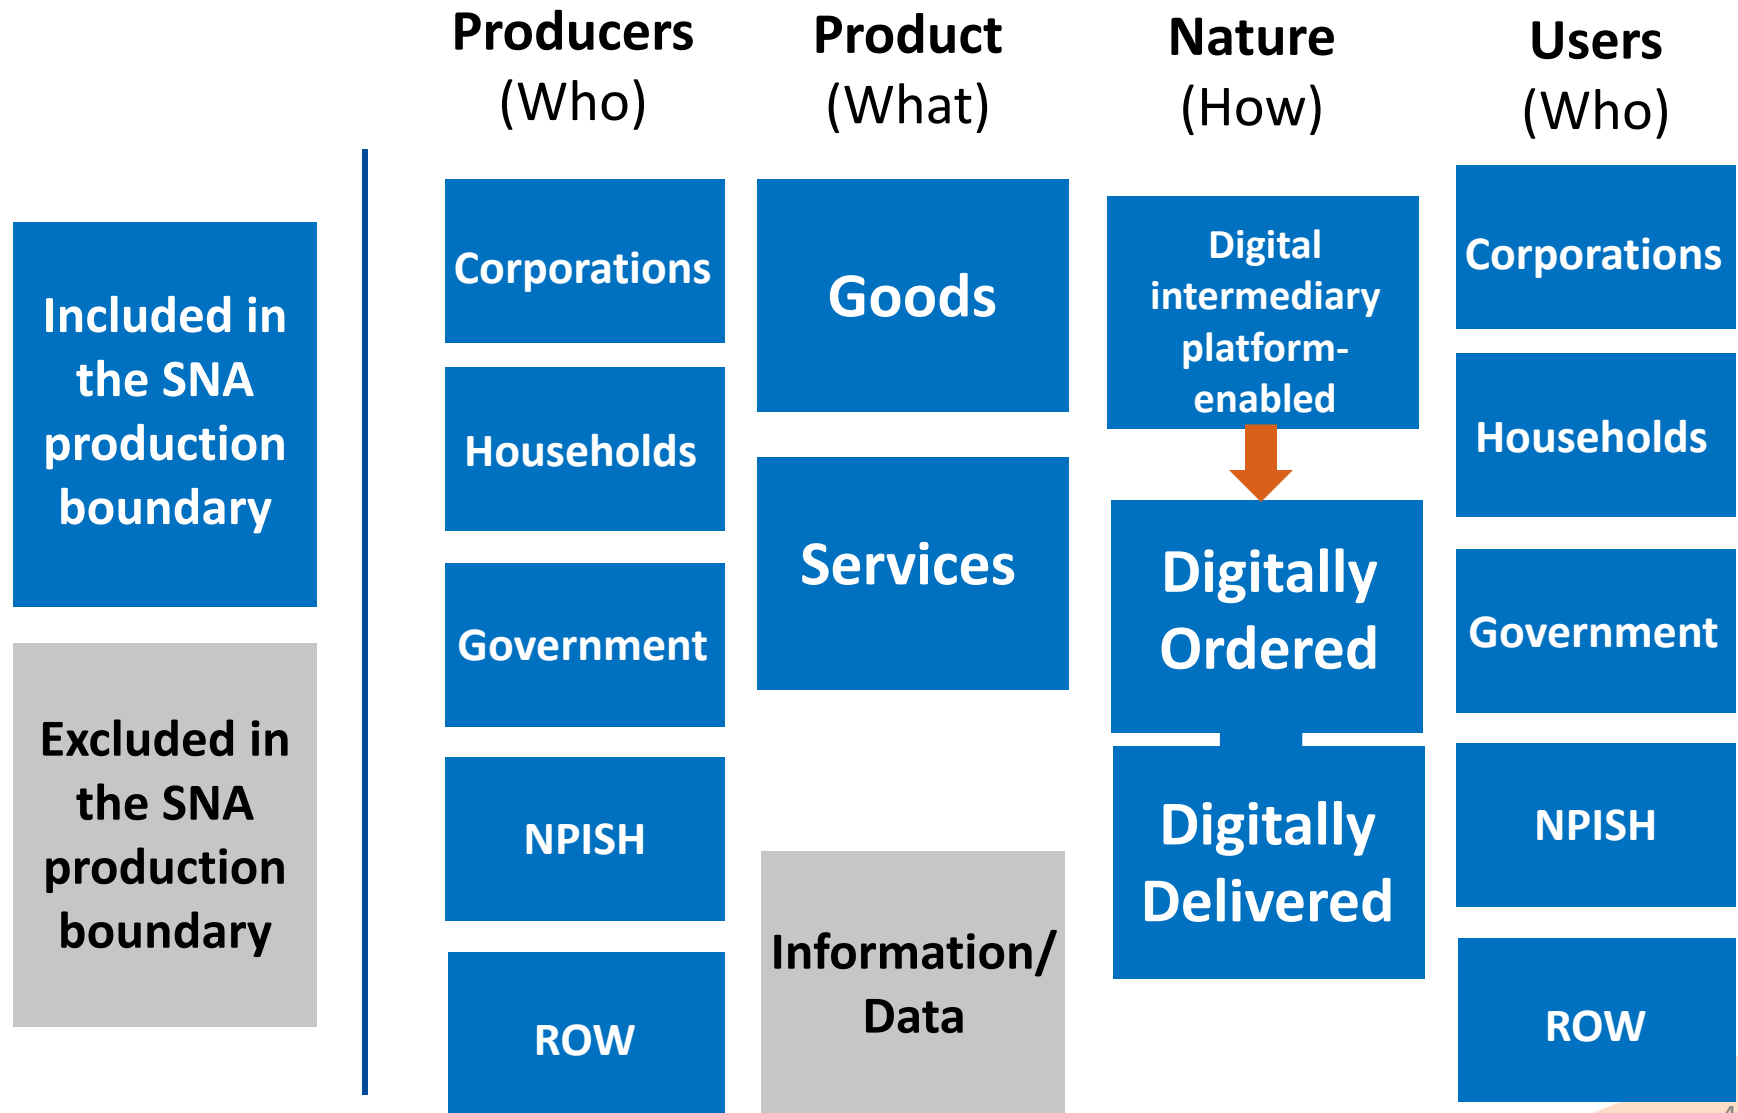 Producers
(Who)
Product
(What)
Nature
(How)
Users
(Who)
Included in
the SNA
production
boundary
Excluded in
the SNA
production
boundary
Corporations
Households
Government
NPISH
ROW
Goods
Services
Information/
Data
Digital
intermediary
platform-
enabled
Digitally
Ordered
Digitally
Delivered
Corporations
Households
Government
NPISH
ROW
4